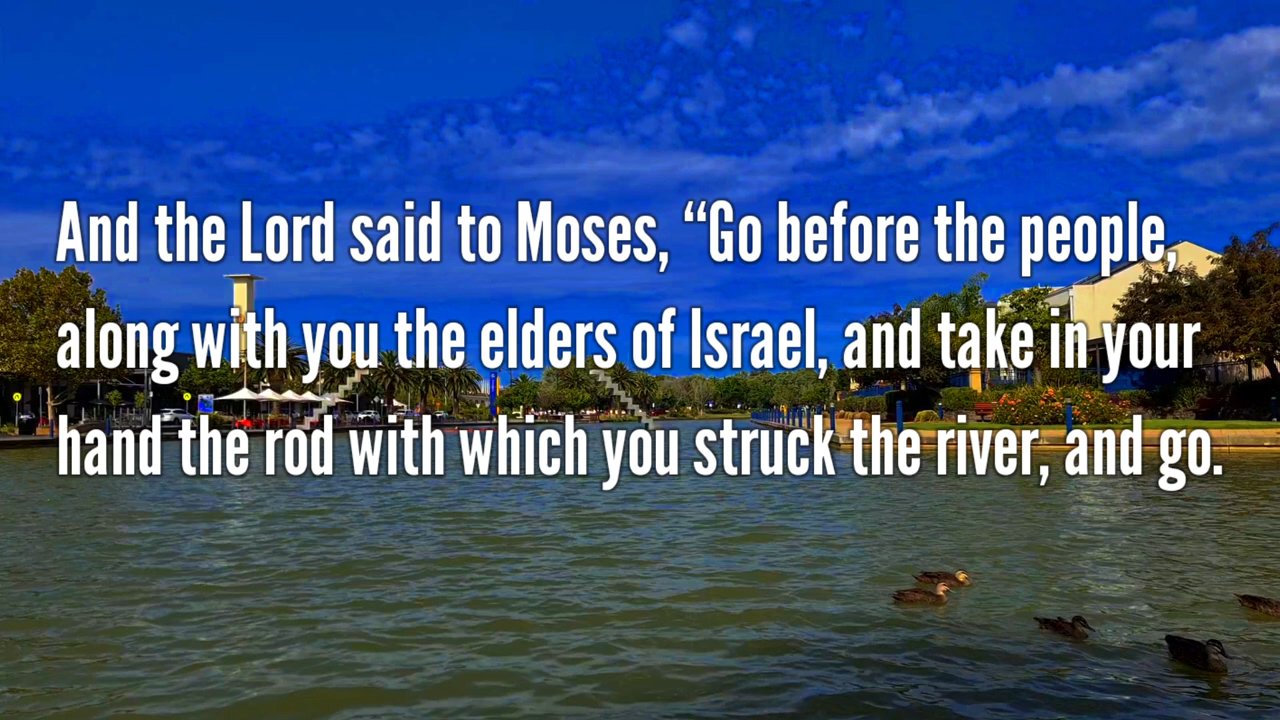 And the Lord said to Moses, “Go before the people,
along with you the elders of Israel, and take in your
hand the rod with which you struck the river, and go.